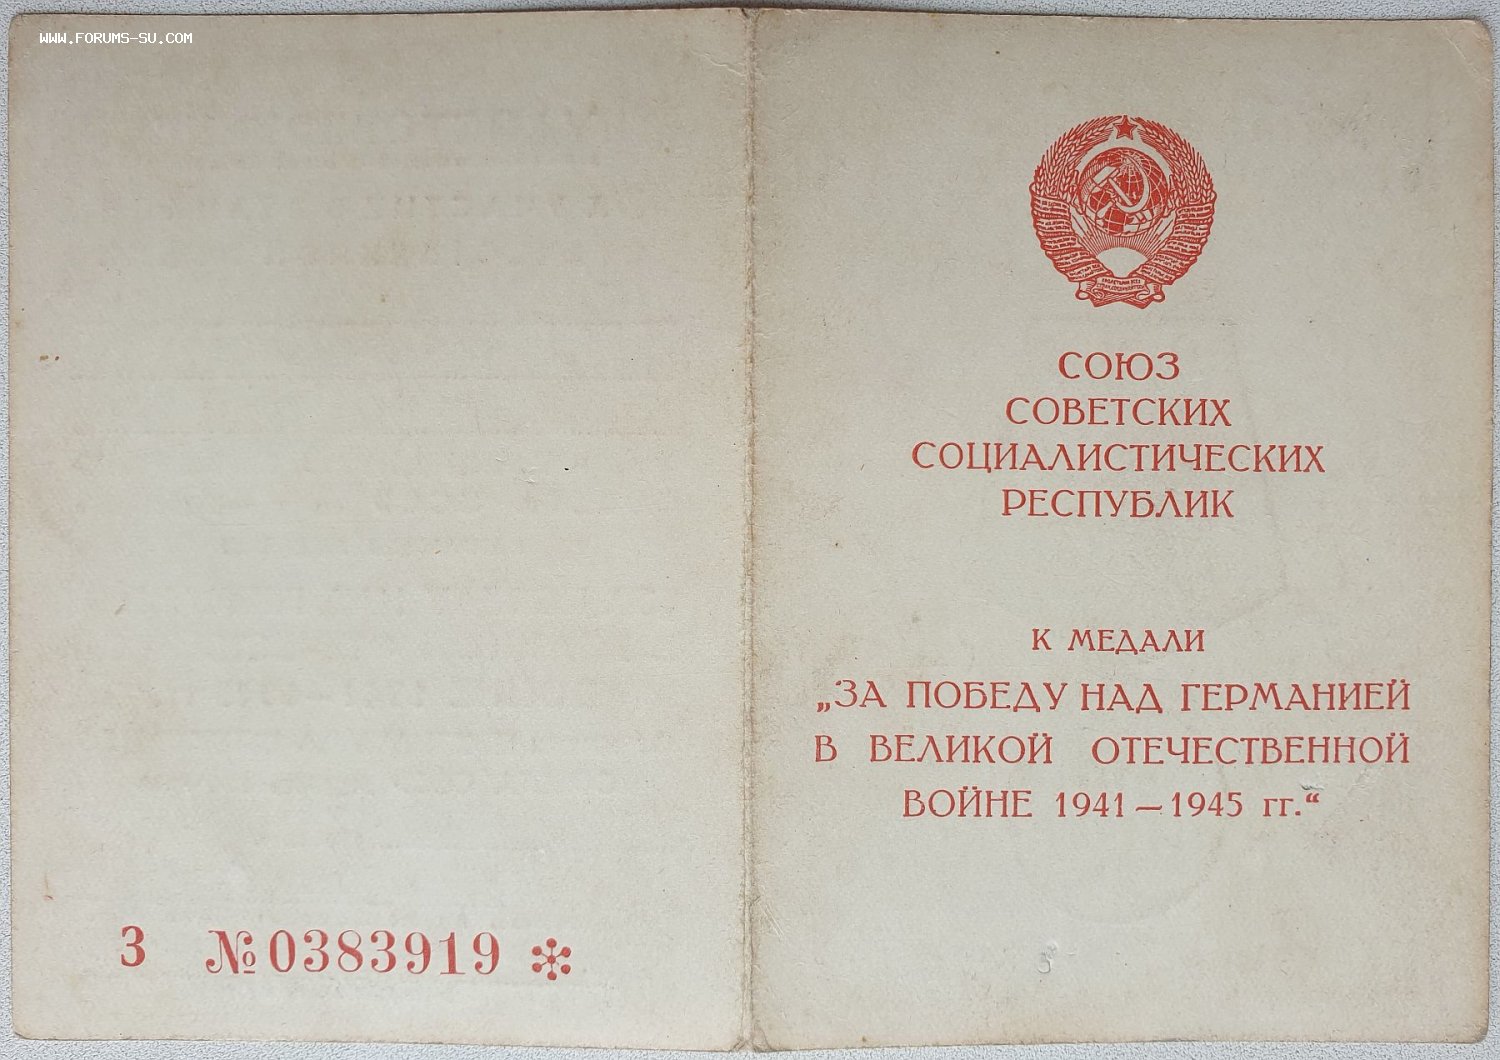 WWW.FORUMS-SU.COM
З №0383919
СОЮЗ
СОВЕТСКИХ
СОЦИАЛИСТИЧЕСКИХ
РЕСПУБЛИК
К МЕДАЛИ
„ЗА ПОБЕДУ НАД ГЕРМАНИЕЙ
В ВЕЛИКОЙ ОТЕЧЕСТВЕННОЙ
ВОЙНЕ 1941—1945 гг.“